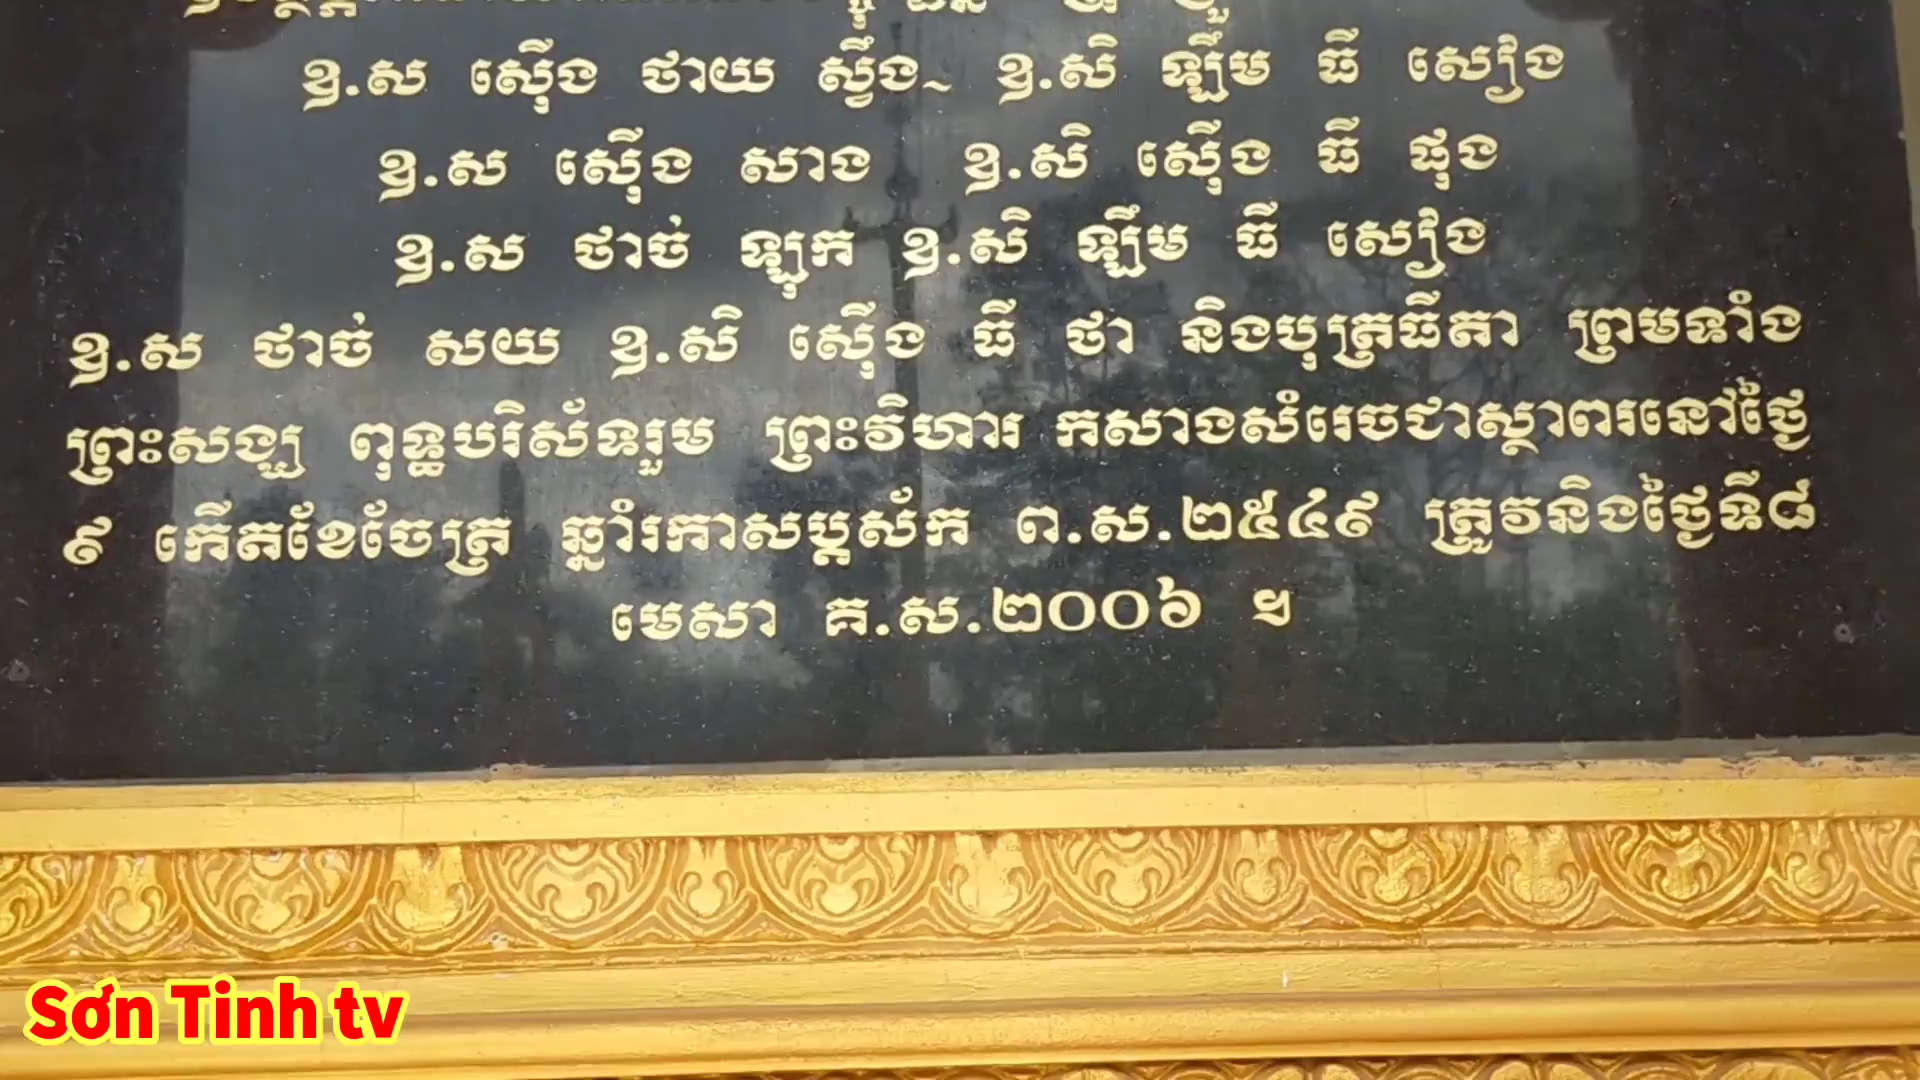 ឧ.ស ស៊ើង ថាយ ស្វឹង~ ឧ.សិ ឡឹម ធី សៀង
ឧ.ស ស៊ើង សាង ឧ.សិ ស៊ើង ធី ផូង
ឧ.ស ថាច់ ឡុក ឧ.សិ ឡឹម ធី សៀង
ឧ.ស ថាច់ សយ ឧ.សិ ស៊ើង ធី ថា និងបុត្រធីតា ព្រមទាំង
ព្រះសង្ឃ ពុទ្ធបរិស័ទរួម ព្រះវិហារ កសាងសំរេចជាស្ថាពរនៅថ្ងៃ
៩ កើតខែចែត្រ ឆ្នាំរកាសប្តស័ក ព.ស.២៥៤៩ ត្រូវនិងថ្ងៃទី៨
មេសា គ.ស.២០០៦ ។
Sơn Tinh tv